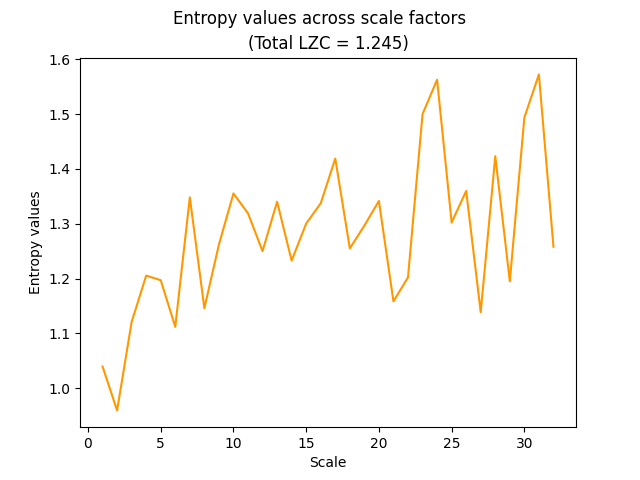 Entropy values across scale factors
(Total LZC = 1.245)
1.6
1.5
1.4
1.3
1.2
1.1
1.0
Entropy values
0 5 10 15 20 25 30
Scale